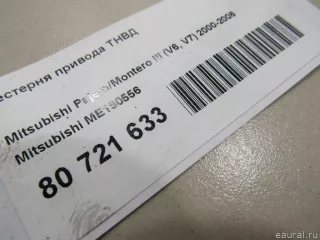 естерня привода ТНВД
Mitsubishi Pajero/Montero III (V6, V7) 2000-2006
Mitsubishi ME190556
80 721 633
eaural.ru